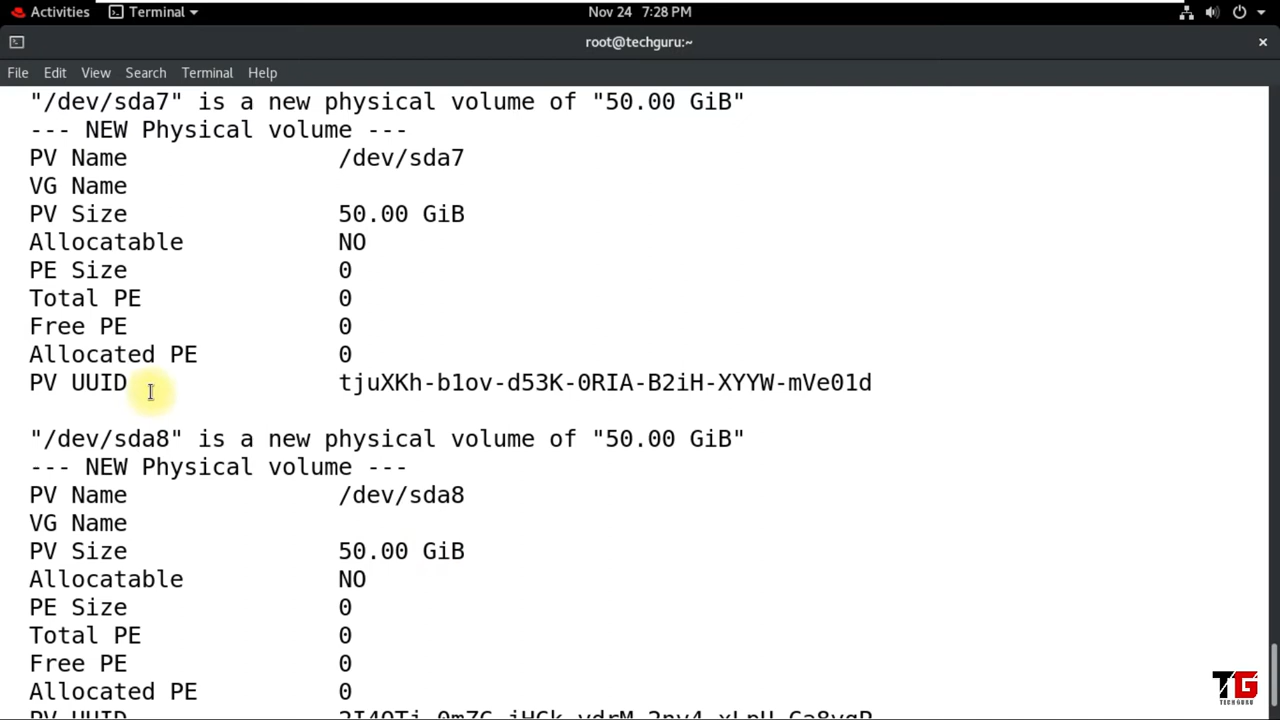 Activities Terminal Nov 24 7:28 PM
root@techguru:~ ×
File Edit View Search Terminal Help
"/dev/sda7" is a new physical volume of "50.00 GiB"
--- NEW Physical volume ---
PV Name /dev/sda7
VG Name
PV Size 50.00 GiB
Allocatable NO
PE Size 0
Total PE 0
Free PE 0
Allocated PE 0
PV UUID tjuXKh-b1ov-d53K-0RIA-B2iH-XYYW-mVe01d
"/dev/sda8" is a new physical volume of "50.00 GiB"
--- NEW Physical volume ---
PV Name /dev/sda8
VG Name
PV Size 50.00 GiB
Allocatable NO
PE Size 0
Total PE 0
Free PE 0
Allocated PE 0
PV UUID
TG
TECHGURU